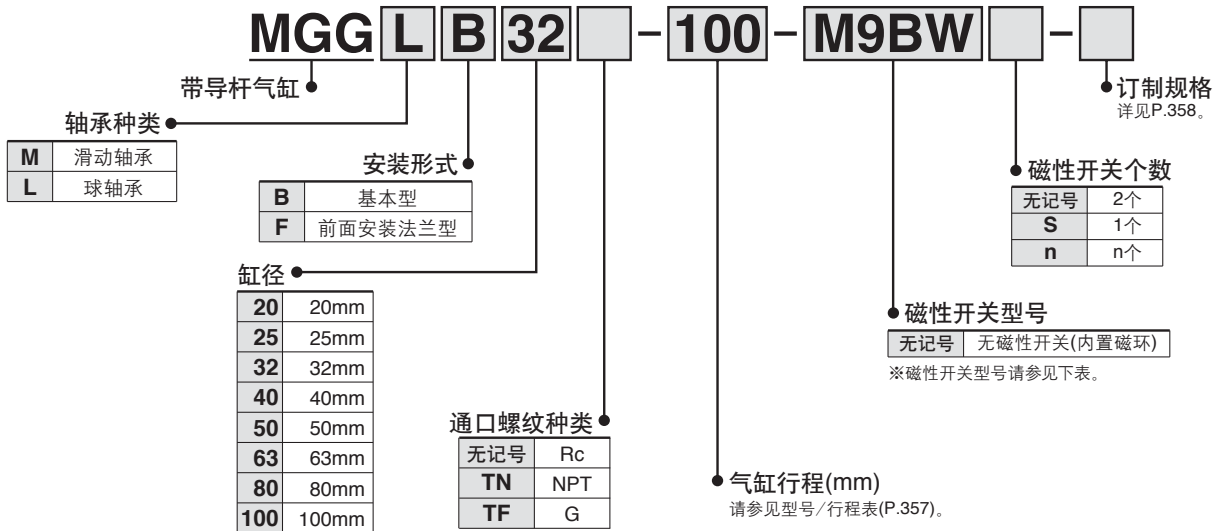 MGG L B 32 - 100 - M9BW -
带导杆气缸
订制规格
详见P.358。
轴承种类
M 滑动轴承
L 球轴承
安装形式
B 基本型
F 前面安装法兰型
磁性开关个数
无记号 2个
S 1个
n n个
缸径
20 20mm
25 25mm
32 32mm
40 40mm
50 50mm
63 63mm
80 80mm
100 100mm
磁性开关型号
无记号 无磁性开关(内置磁环)
※磁性开关型号请参见下表。
通口螺纹种类
无记号 Rc
TN NPT
TF G
气缸行程(mm)
请参见型号/行程表(P.357)。